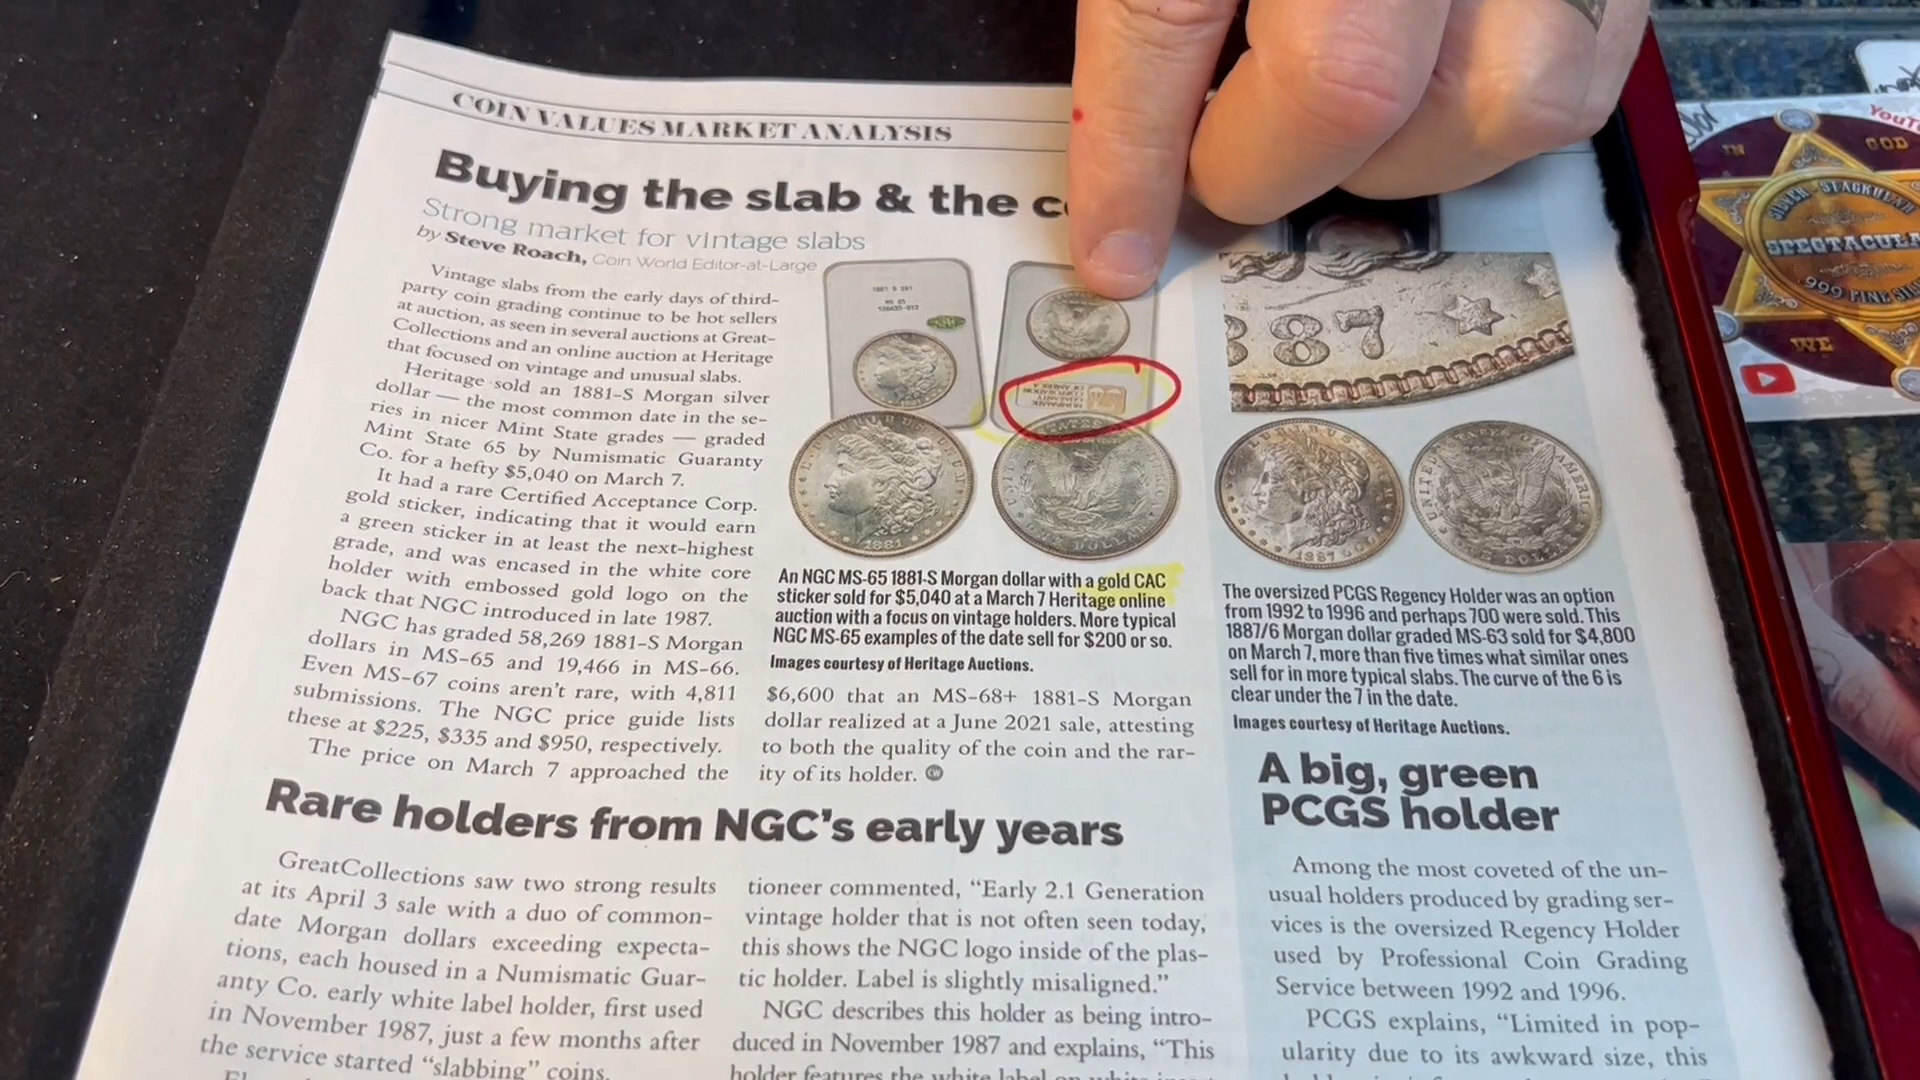 COIN VALUES MARKET ANALYSIS
Buying the slab & the
Strong market for vintage slabs
by Steve Roach, Coin World Editor-at-Large
Vintage slabs from the early days of third-
party coin grading continue to be hot sellers
at auction, as seen in several auctions at Great-
Collections and an online auction at Heritage
that focused on vintage and unusual slabs.
Heritage sold an 1881-S Morgan silver
dollar — the most common date in the se-
ries in nicer Mint State grades — graded
Mint State 65 by Numismatic Guaranty
Co. for a hefty $5,040 on March 7.
It had a rare Certified Acceptance Corp.
gold sticker, indicating that it would earn
a green sticker in at least the next-highest
grade, and was encased in the white core
holder with embossed gold logo on the
back that NGC introduced in late 1987.
NGC has graded 58,269 1881-S Morgan
dollars in MS-65 and 19,466 in MS-66.
Even MS-67 coins aren't rare, with 4,811
submissions. The NGC price guide lists
these at $225, $335 and $950, respectively.
The price on March 7 approached the
1881
An NGC MS-65 1881-S Morgan dollar with a gold CAC
sticker sold for $5,040 at a March 7 Heritage online
auction with a focus on vintage holders. More typical
NGC MS-65 examples of the date sell for $200 or so.
Images courtesy of Heritage Auctions.
$6,600 that an MS-68+ 1881-S Morgan
dollar realized at a June 2021 sale, attesting
to both the quality of the coin and the rar-
ity of its holder. CW
87
1887
The oversized PCGS Regency Holder was an option
from 1992 to 1996 and perhaps 700 were sold. This
1887/6 Morgan dollar graded MS-63 sold for $4,800
on March 7, more than five times what similar ones
sell for in more typical slabs. The curve of the 6 is
clear under the 7 in the date.
Images courtesy of Heritage Auctions.
Rare holders from NGC's early years
GreatCollections saw two strong results
at its April 3 sale with a duo of common-
date Morgan dollars exceeding expecta-
tions, each housed in a Numismatic Guar-
anty Co. early white label holder, first used
in November 1987, just a few months after
the service started “slabbing” coins.
tioneer commented, “Early 2.1 Generation
vintage holder that is not often seen today,
this shows the NGC logo inside of the plas-
tic holder. Label is slightly misaligned.”
NGC describes this holder as being intro-
duced in November 1987 and explains, “This
holder features the white label on white
A big, green
PCGS holder
Among the most coveted of the un-
usual holders produced by grading ser-
vices is the oversized Regency Holder
used by Professional Coin Grading
Service between 1992 and 1996.
PCGS explains, “Limited in pop-
ularity due to its awkward size, this
YouT
IN GOD
SILVER STACKULAR
SPECTACULAR
999 FINE
WE